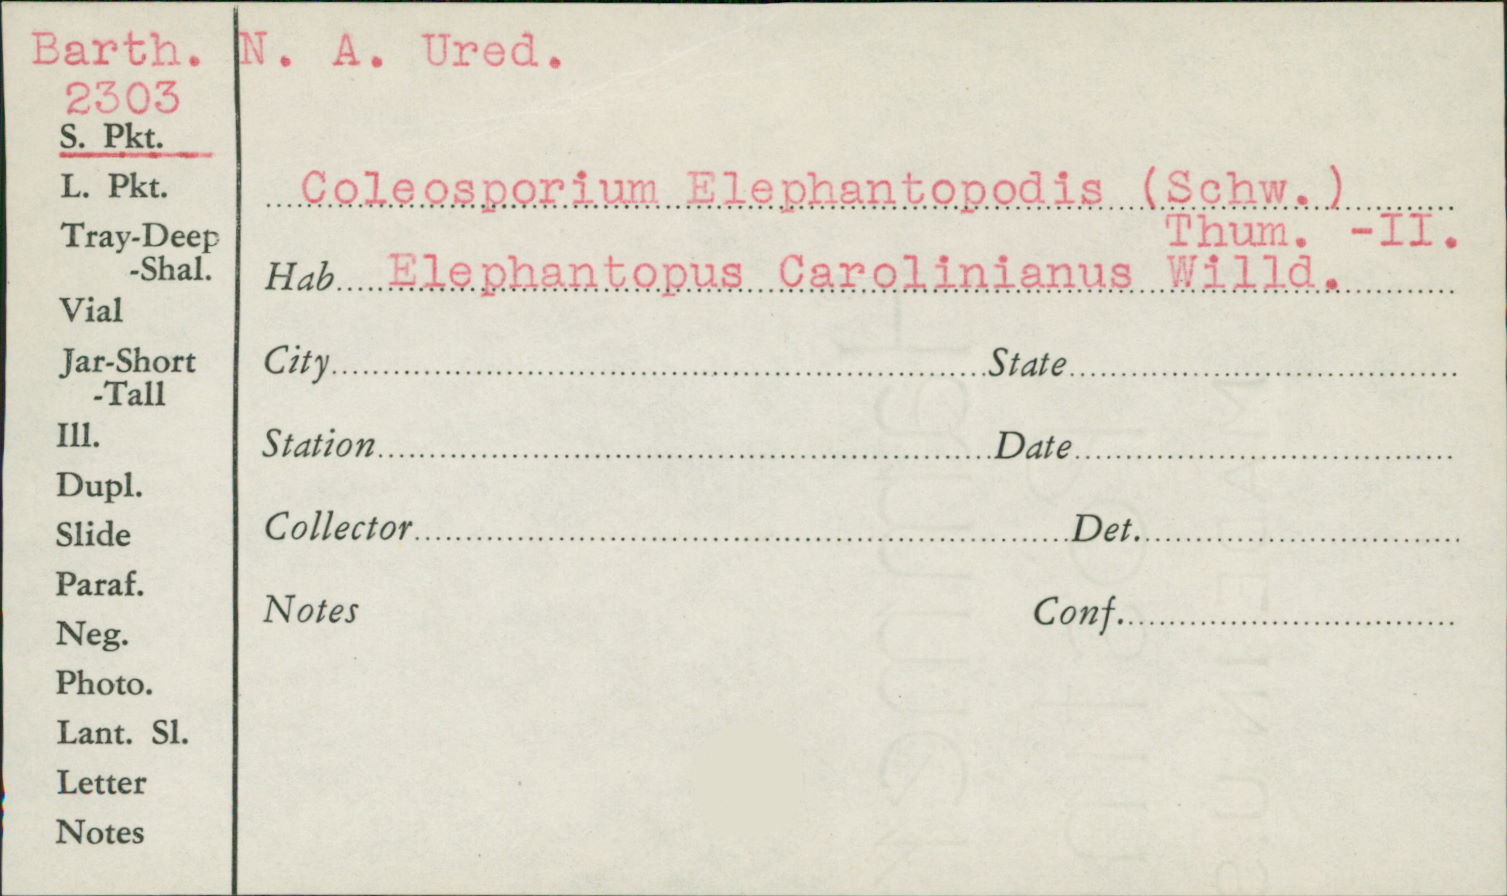 Barth. N. A. Ured.
2303
S. Pkt.
L. Pkt.
Tray-Deep
-Shal.
Vial
Jar-Short
-Tall
Ill.
Dupl.
Slide
Paraf.
Neg.
Photo.
Lant. Sl.
Letter
Notes
Coleosporium Elephantopodis (Schw.)
Thum. -II.
Hab. Elephantopus Carolinianus Willd.
City State
Station Date
Collector Det.
Notes Conf.